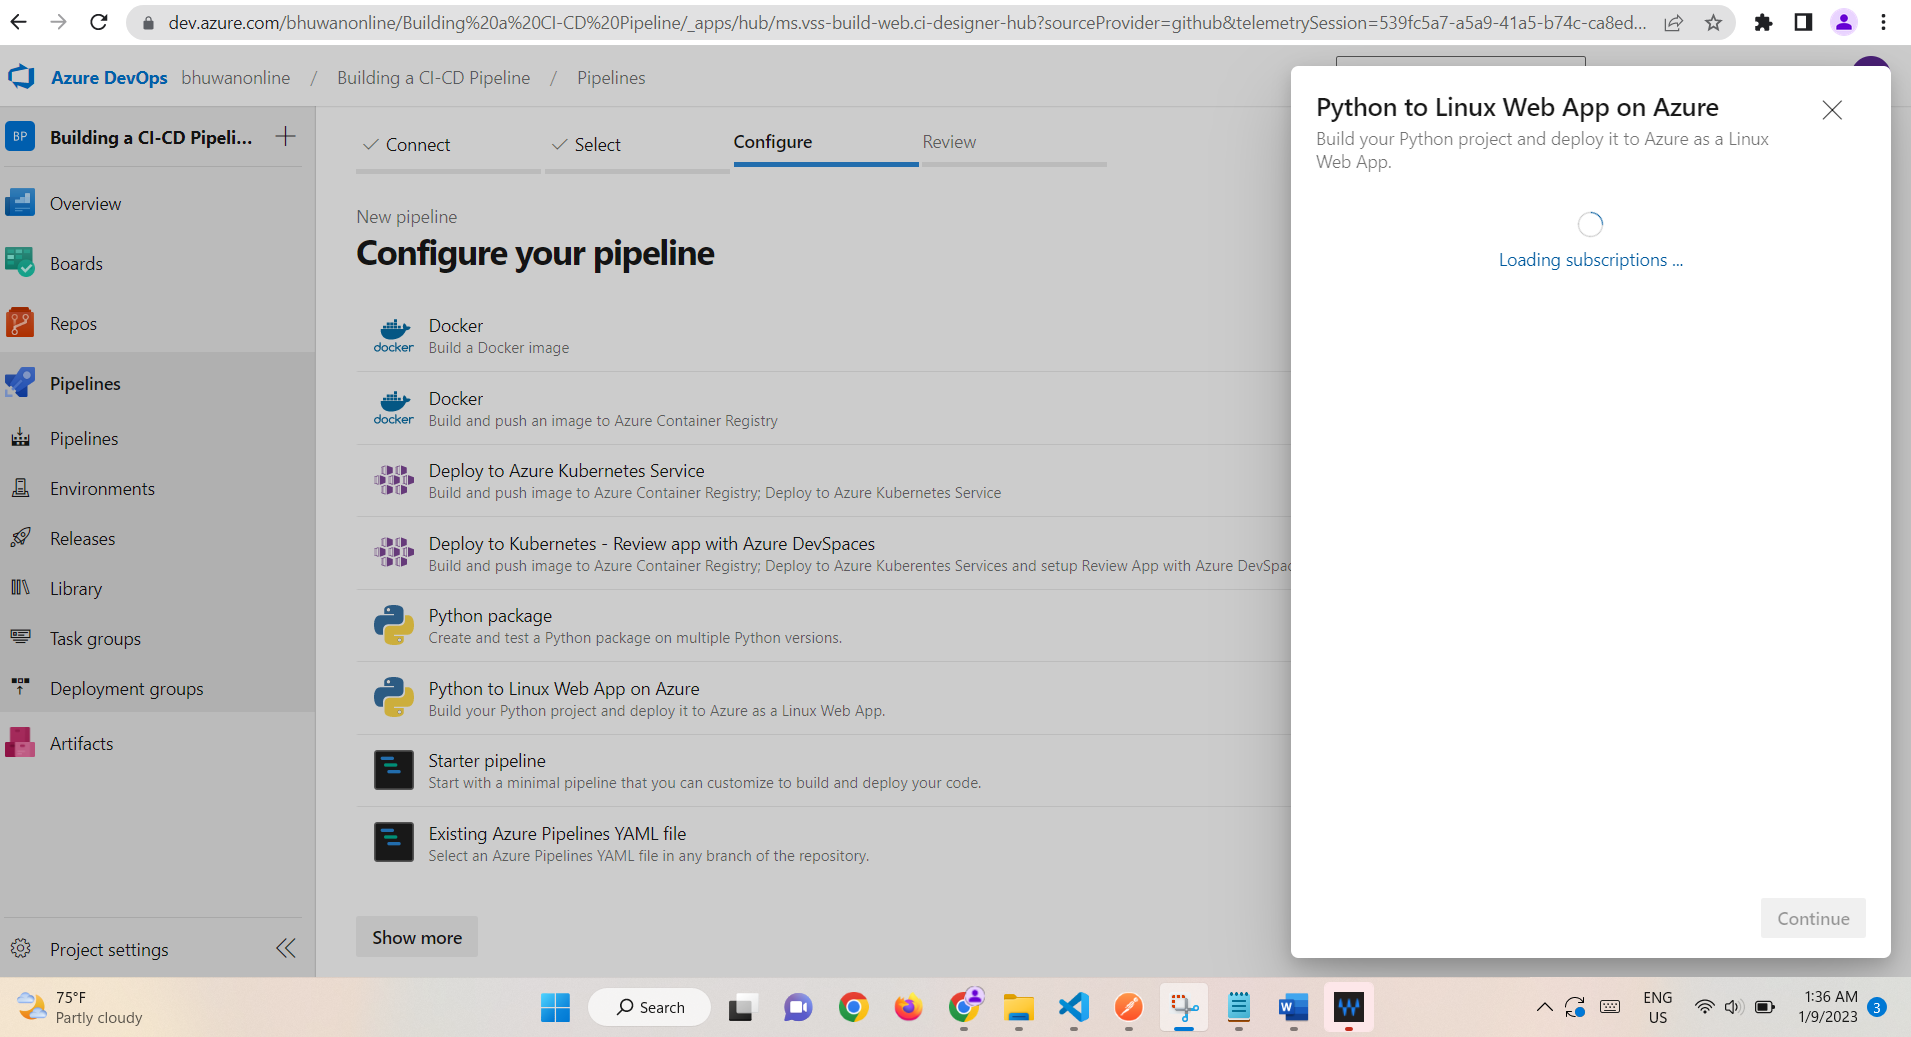 dev.azure.com/bhuwanonline/Building%20a%20CI-CD%20Pipeline/_apps/hub/ms.vss-build-web.ci-designer-hub?sourceProvider=github&telemetrySession=539fc5a7-a5a9-41a5-b74c-ca8ed...
Azure DevOps bhuwanonline / Building a CI-CD Pipeline / Pipelines
BP Building a CI-CD Pipeli...
Overview
Boards
Repos
Pipelines
Pipelines
Environments
Releases
Library
Task groups
Deployment groups
Artifacts
Project settings
Connect
Select
Configure
Review
New pipeline
Configure your pipeline
docker
Docker
Build a Docker image
docker
Docker
Build and push an image to Azure Container Registry
Deploy to Azure Kubernetes Service
Build and push image to Azure Container Registry; Deploy to Azure Kubernetes Service
Deploy to Kubernetes - Review app with Azure DevSpaces
Build and push image to Azure Container Registry; Deploy to Azure Kuberentes Services and setup Review App with Azure DevSpac
Python package
Create and test a Python package on multiple Python versions.
Python to Linux Web App on Azure
Build your Python project and deploy it to Azure as a Linux Web App.
Starter pipeline
Start with a minimal pipeline that you can customize to build and deploy your code.
Existing Azure Pipelines YAML file
Select an Azure Pipelines YAML file in any branch of the repository.
Show more
Python to Linux Web App on Azure
Build your Python project and deploy it to Azure as a Linux
Web App.
Loading subscriptions ...
Continue
75°F
Partly cloudy
Search
ENG
US
1:36 AM
1/9/2023
3